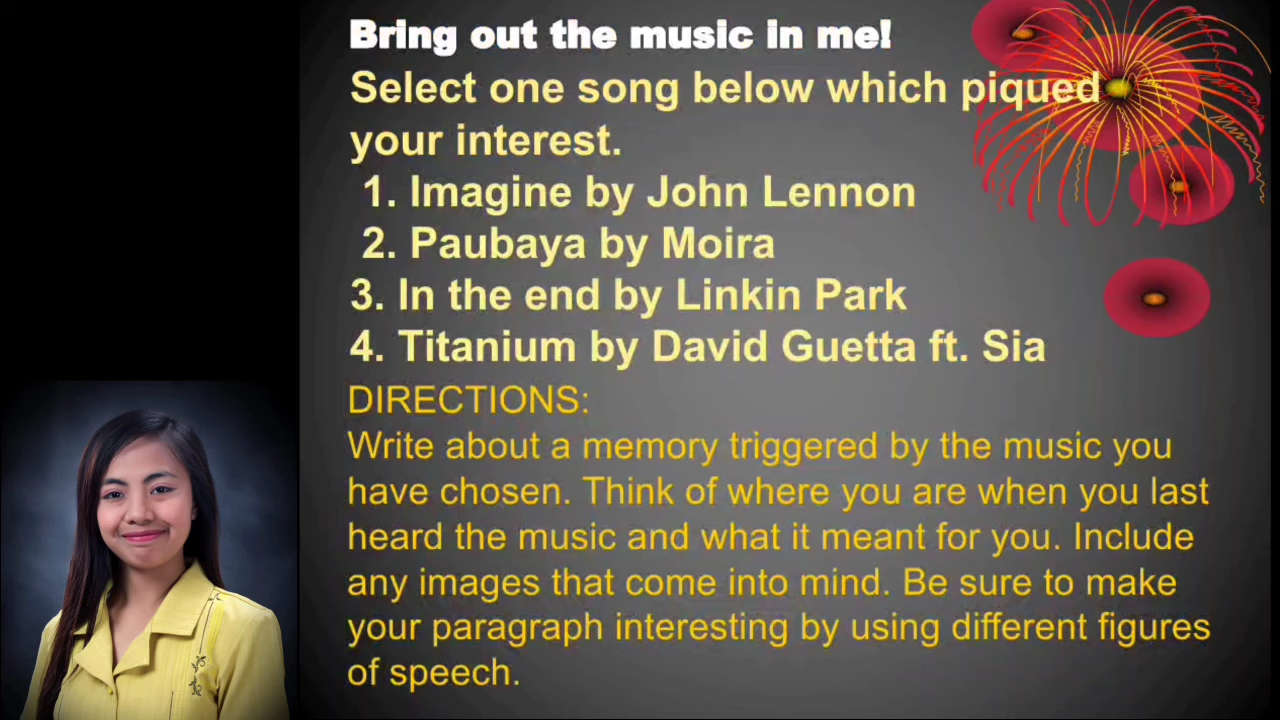 Bring out the music in me!
Select one song below which piqued
your interest.
1. Imagine by John Lennon
2. Paubaya by Moira
3. In the end by Linkin Park
4. Titanium by David Guetta ft. Sia
DIRECTIONS:
Write about a memory triggered by the music you
have chosen. Think of where you are when you last
heard the music and what it meant for you. Include
any images that come into mind. Be sure to make
your paragraph interesting by using different figures
of speech.